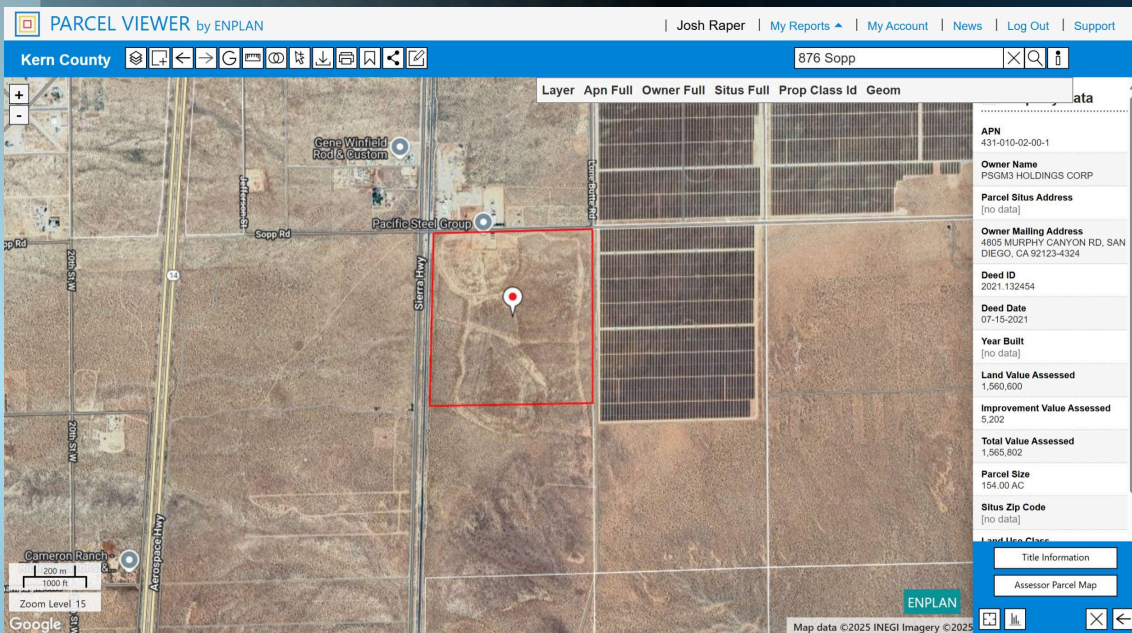 PARCEL VIEWER by ENPLAN
| Josh Raper | My Reports | My Account | News | Log Out | Support
Kern County
G
876 Sopp
+
-
Layer Apn Full Owner Full Situs Full Prop Class Id Geom
ata
APN
431-010-02-00-1
Owner Name
PSGM3 HOLDINGS CORP
Parcel Situs Address
[no data]
Owner Mailing Address
4805 MURPHY CANYON RD, SAN
DIEGO, CA 92123-4324
Deed ID
2021.132454
Deed Date
07-15-2021
Year Built
[no data]
Land Value Assessed
1,560,600
Improvement Value Assessed
5,202
Total Value Assessed
1,565,802
Parcel Size
154.00 AC
Situs Zip Code
[no data]
Land Use Class
Title Information
Assessor Parcel Map
Gene Winfield
Rod & Custom
Jefferson St
Lone Butte Rd
Pacific Steel Group
Sopp Rd
pp Rd
20th St W
14
Sierra Hwy
20th St W
Aerospace Hwy
Cameron Ranch
&
200 m
1000 ft
Zoom Level 15
St W
Google
ENPLAN
Map data ©2025 INEGI Imagery ©2025